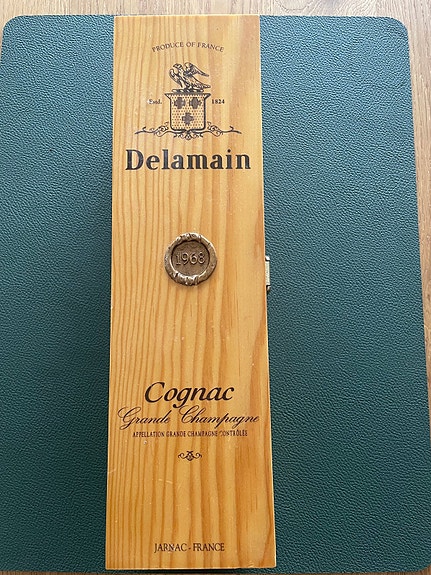 PRODUCE OF FRANCE
Estd. 1824
Delamain
1968
Cognac
Grande Champagne
APPELLATION GRANDE CHAMPAGNE CONTRÔLÉE
JARNAC - FRANCE